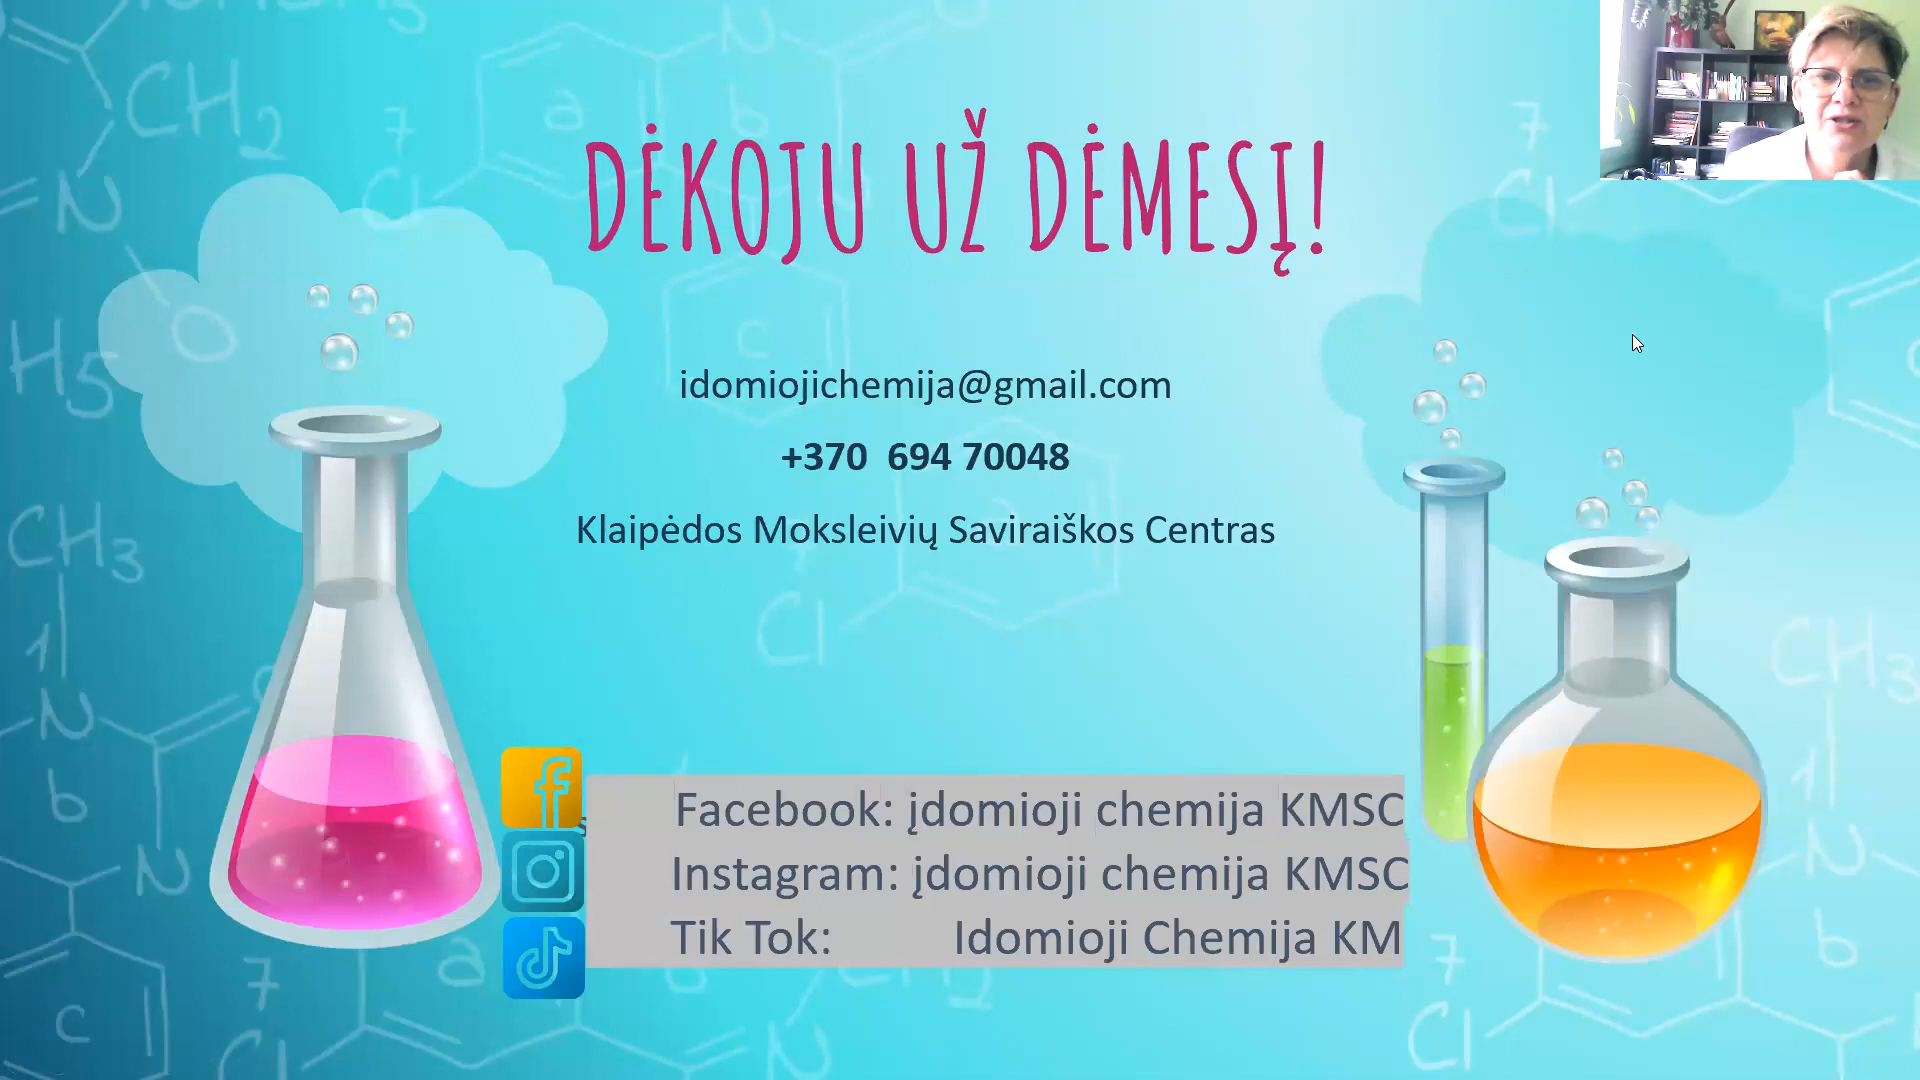 DĖKOJU UŽ DĖMESĮ!
idomiojichemija@gmail.com
+370 694 70048
Klaipėdos Moksleivių Saviraiškos Centras
Facebook: įdomioji chemija KMSC
Instagram: įdomioji chemija KMSC
Tik Tok: Idomioji Chemija KM